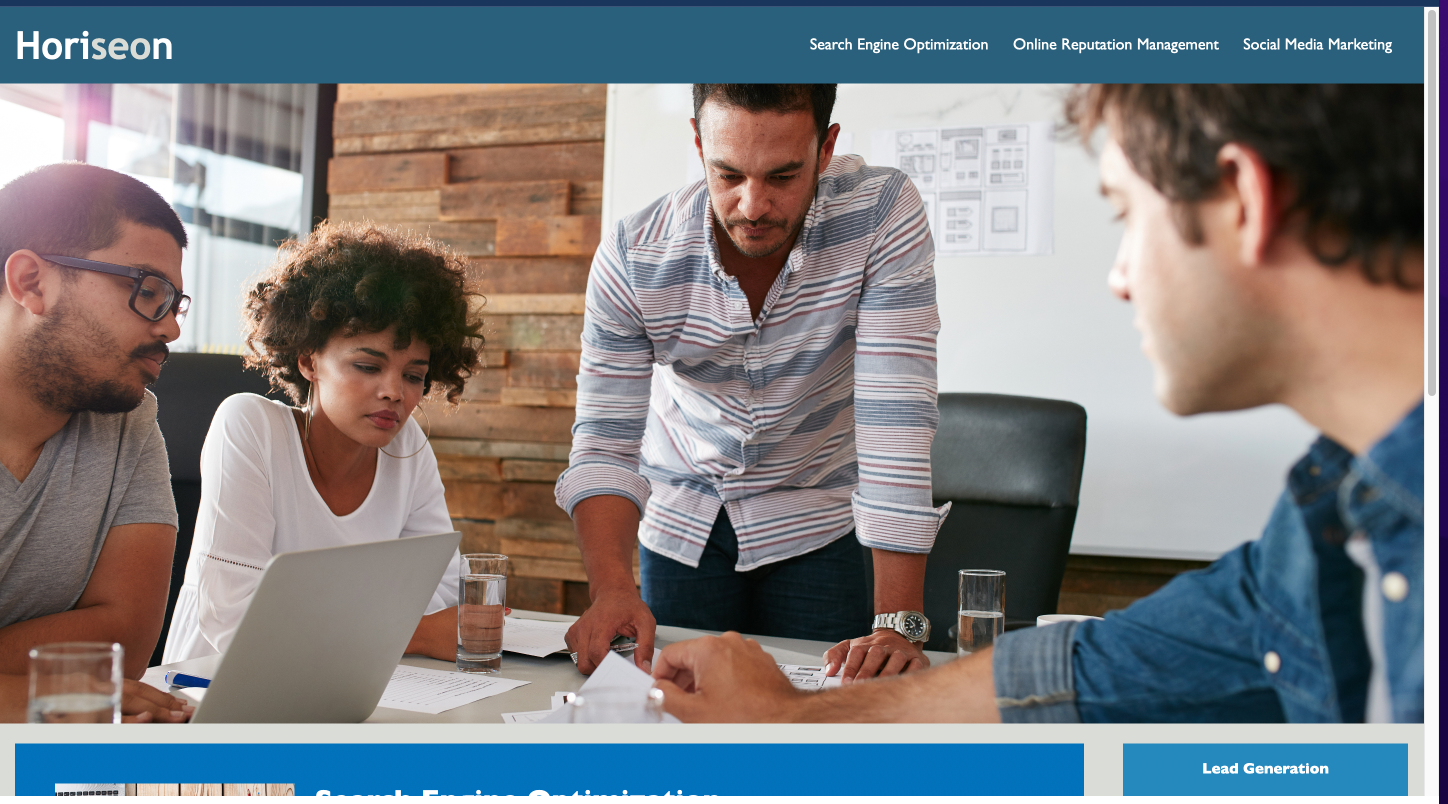 Horiseon
Search Engine Optimization
Online Reputation Management
Social Media Marketing
Search Engine Optimization
Lead Generation